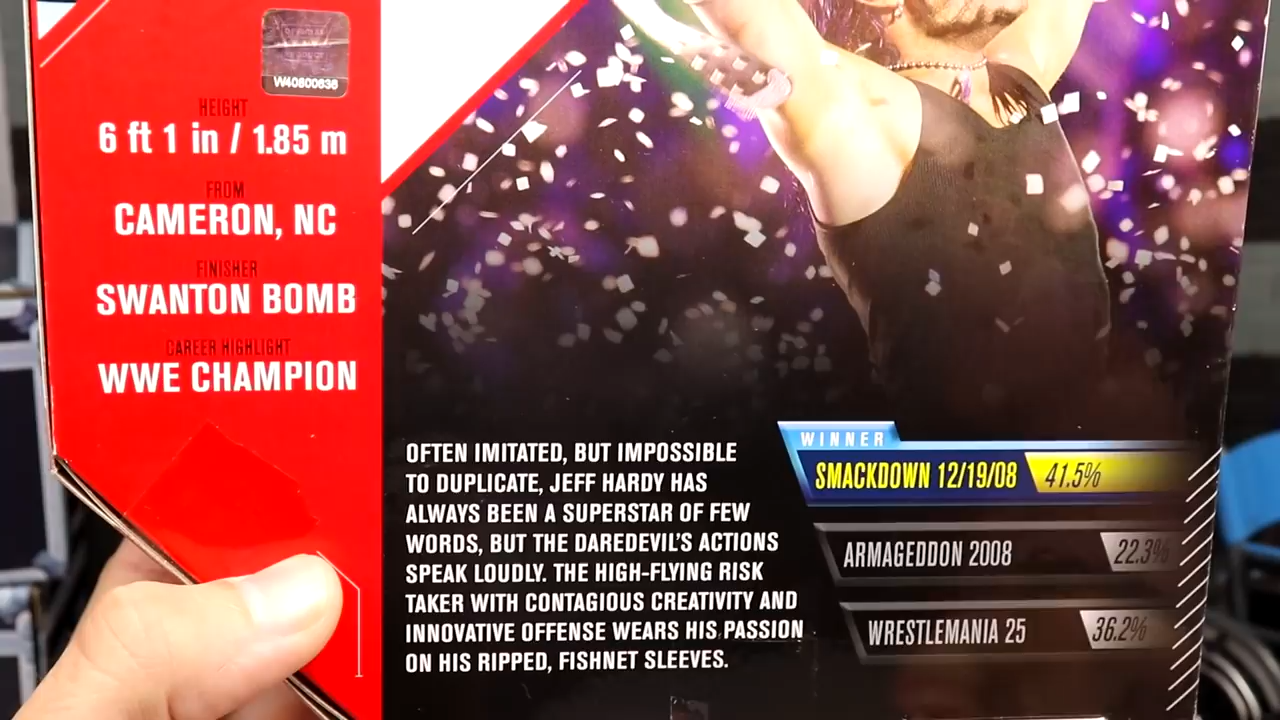 W40800636
HEIGHT
6 ft 1 in / 1.85 m
FROM
CAMERON, NC
FINISHER
SWANTON BOMB
CAREER HIGHLIGHT
WWE CHAMPION
OFTEN IMITATED, BUT IMPOSSIBLE
TO DUPLICATE, JEFF HARDY HAS
ALWAYS BEEN A SUPERSTAR OF FEW
WORDS, BUT THE DAREDEVIL'S ACTIONS
SPEAK LOUDLY. THE HIGH-FLYING RISK
TAKER WITH CONTAGIOUS CREATIVITY AND
INNOVATIVE OFFENSE WEARS HIS PASSION
ON HIS RIPPED, FISHNET SLEEVES.
WINNER
SMACKDOWN 12/19/08 41.5%
ARMAGEDDON 2008 22.3%
WRESTLEMANIA 25 36.2%